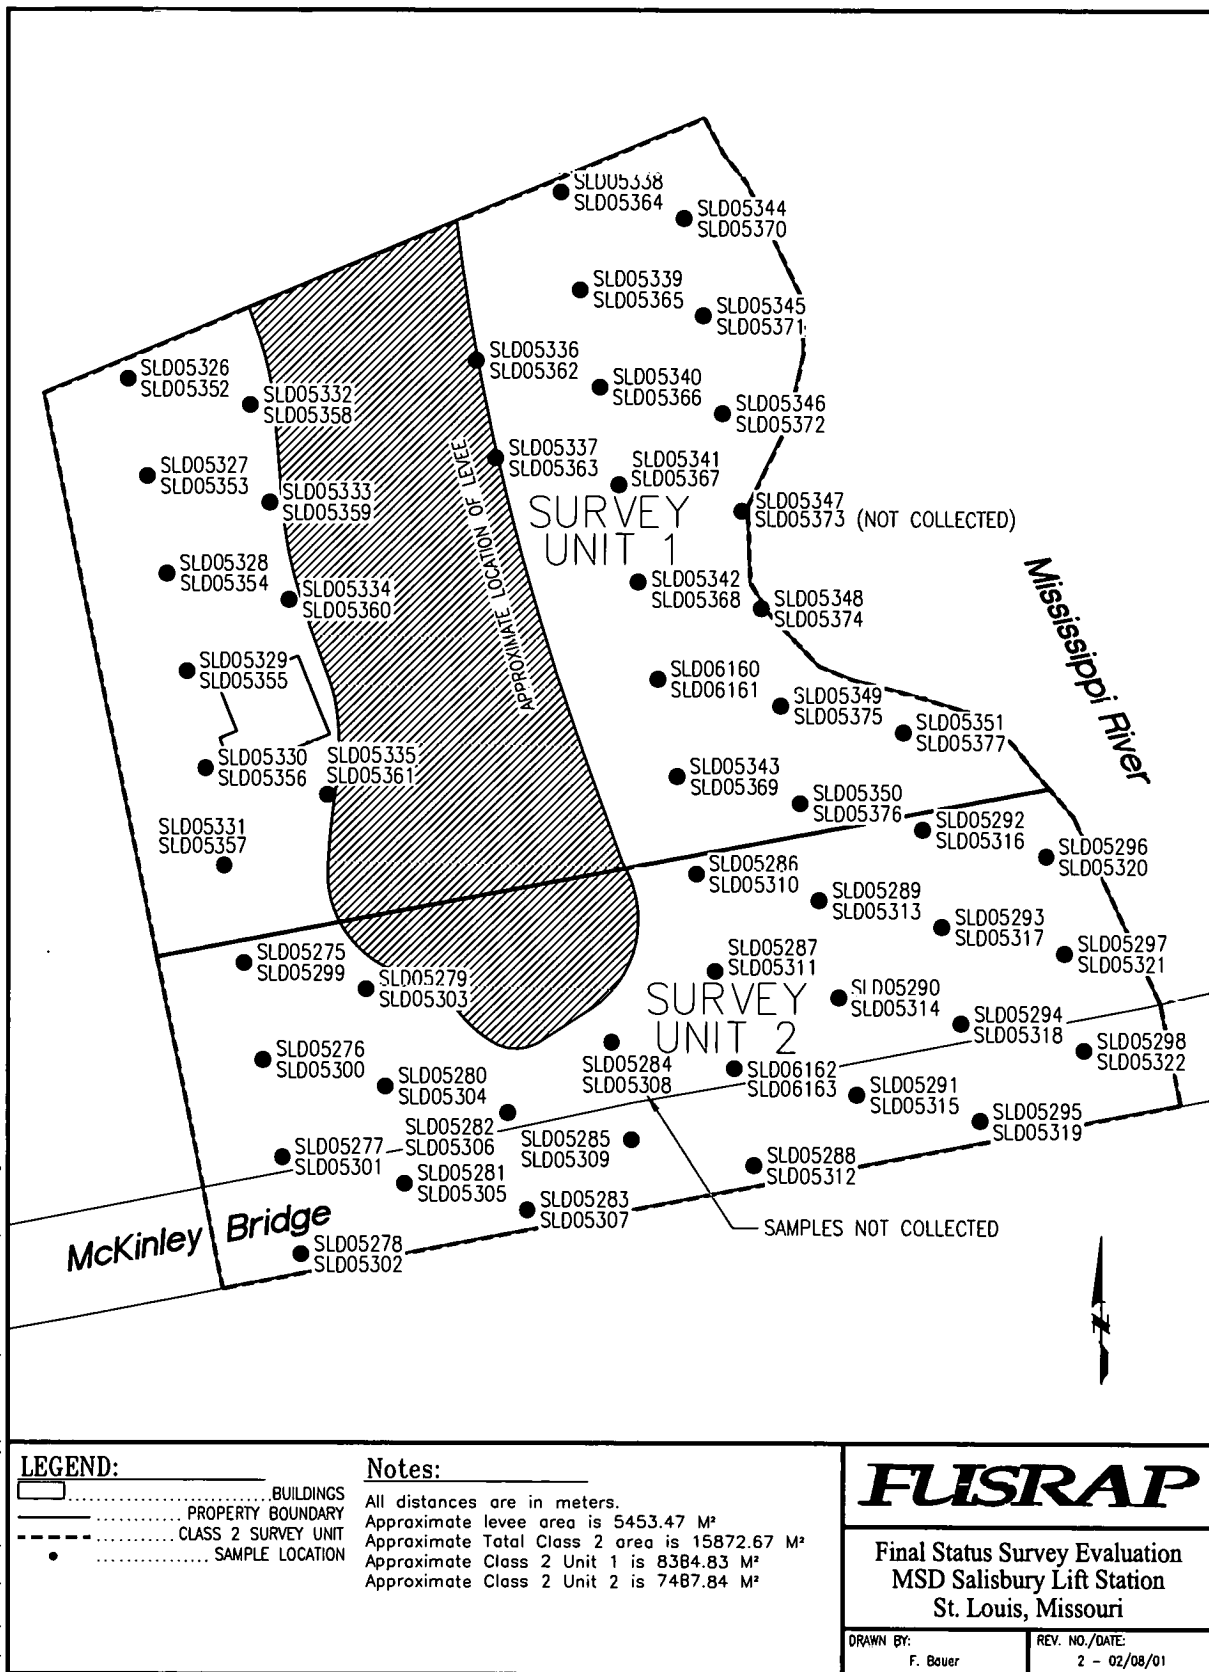 SLD05338
SLD05364
SLD05344
SLD05370
SLD05339
SLD05365
SLD05345
SLD05371
SLD05336
SLD05362
SLD05326
SLD05352
SLD05332
SLD05358
SLD05340
SLD05366
SLD05346
SLD05372
SLD05337
SLD05363
SLD05341
SLD05367
SLD05327
SLD05353
SLD05333
SLD05359
SURVEY
UNIT 1
SLD05347
SLD05373 (NOT COLLECTED)
APPROXIMATE LOCATION OF LEVEE
SLD05328
SLD05354
SLD05334
SLD05360
SLD05342
SLD05368
SLD05348
SLD05374
Mississippi River
SLD05329
SLD05355
SLD06160
SLD06161
SLD05349
SLD05375
SLD05351
SLD05377
SLD05330
SLD05356
SLD05335
SLD05361
SLD05343
SLD05369
SLD05350
SLD05376
SLD05331
SLD05357
SLD05292
SLD05316
SLD05296
SLD05320
SLD05286
SLD05310
SLD05289
SLD05313
SLD05293
SLD05317
SLD05275
SLD05299
SLD05279
SLD05303
SLD05287
SLD05311
SLD05297
SLD05321
SURVEY
UNIT 2
SLD05290
SLD05314
SLD05294
SLD05318
SLD05276
SLD05300
SLD05280
SLD05304
SLD05284
SLD05308
SLD06162
SLD06163
SLD05298
SLD05322
SLD05282
SLD05306
SLD05291
SLD05315
SLD05277
SLD05301
SLD05285
SLD05309
SLD05295
SLD05319
SLD05281
SLD05305
SLD05288
SLD05312
SLD05283
SLD05307
SAMPLES NOT COLLECTED
McKinley Bridge
SLD05278
SLD05302
N
LEGEND:
BUILDINGS
PROPERTY BOUNDARY
CLASS 2 SURVEY UNIT
SAMPLE LOCATION
Notes:
All distances are in meters.
Approximate levee area is 5453.47 M²
Approximate Total Class 2 area is 15872.67 M²
Approximate Class 2 Unit 1 is 8384.83 M²
Approximate Class 2 Unit 2 is 7487.84 M²
FUSRAP
Final Status Survey Evaluation
MSD Salisbury Lift Station
St. Louis, Missouri
DRAWN BY:
F. Bauer
REV. NO./DATE:
2 - 02/08/01